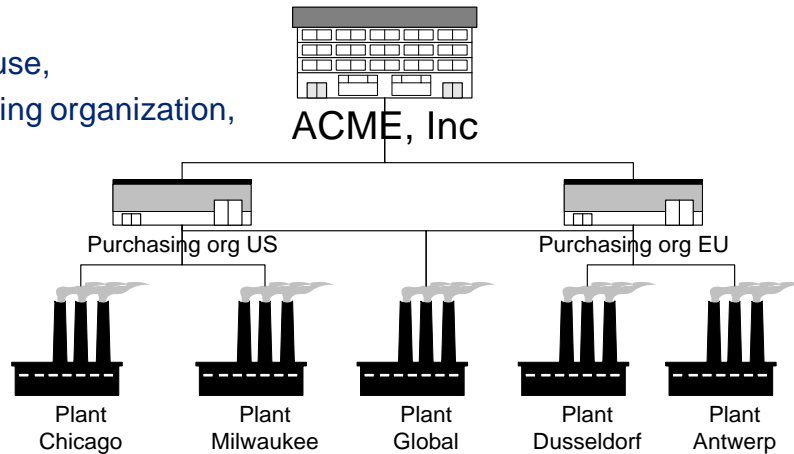 use,
ing organization,
ACME, Inc
Purchasing org US
Purchasing org EU
Plant
Chicago
Plant
Milwaukee
Plant
Global
Plant
Dusseldorf
Plant
Antwerp